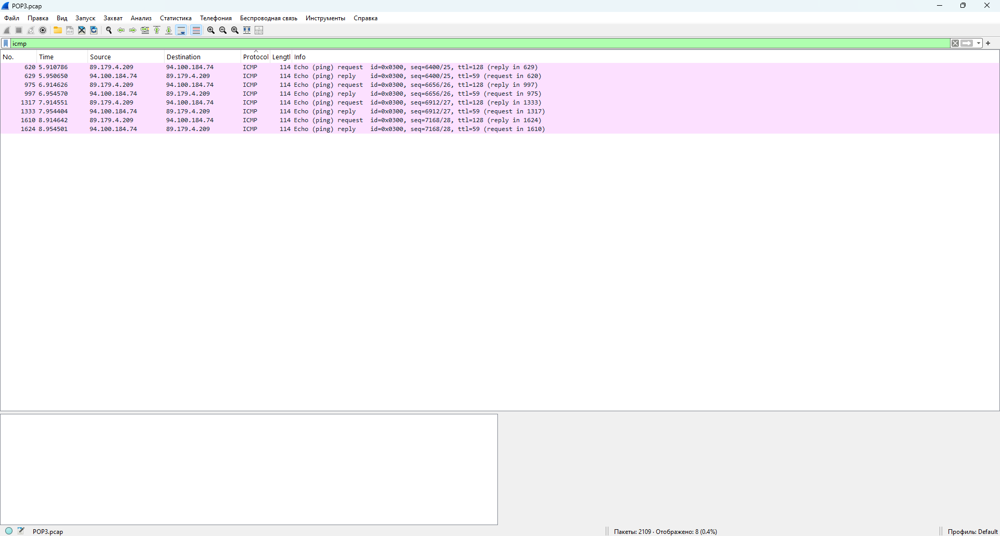 POP3.pcap
Файл Правка Вид Запуск Захват Анализ Статистика Телефония Беспроводная связь Инструменты Справка
icmp
No. Time Source Destination Protocol Lengtl Info
620 5.910786 89.179.4.209 94.100.184.74 ICMP 114 Echo (ping) request id=0x0300, seq=6400/25, ttl=128 (reply in 629)
629 5.950650 94.100.184.74 89.179.4.209 ICMP 114 Echo (ping) reply id=0x0300, seq=6400/25, ttl=59 (request in 620)
975 6.914626 89.179.4.209 94.100.184.74 ICMP 114 Echo (ping) request id=0x0300, seq=6656/26, ttl=128 (reply in 997)
997 6.954570 94.100.184.74 89.179.4.209 ICMP 114 Echo (ping) reply id=0x0300, seq=6656/26, ttl=59 (request in 975)
1317 7.914551 89.179.4.209 94.100.184.74 ICMP 114 Echo (ping) request id=0x0300, seq=6912/27, ttl=128 (reply in 1333)
1333 7.954404 94.100.184.74 89.179.4.209 ICMP 114 Echo (ping) reply id=0x0300, seq=6912/27, ttl=59 (request in 1317)
1610 8.914642 89.179.4.209 94.100.184.74 ICMP 114 Echo (ping) request id=0x0300, seq=7168/28, ttl=128 (reply in 1624)
1624 8.954501 94.100.184.74 89.179.4.209 ICMP 114 Echo (ping) reply id=0x0300, seq=7168/28, ttl=59 (request in 1610)
POP3.pcap Пакеты: 2109 · Отображено: 8 (0.4%) Профиль: Default